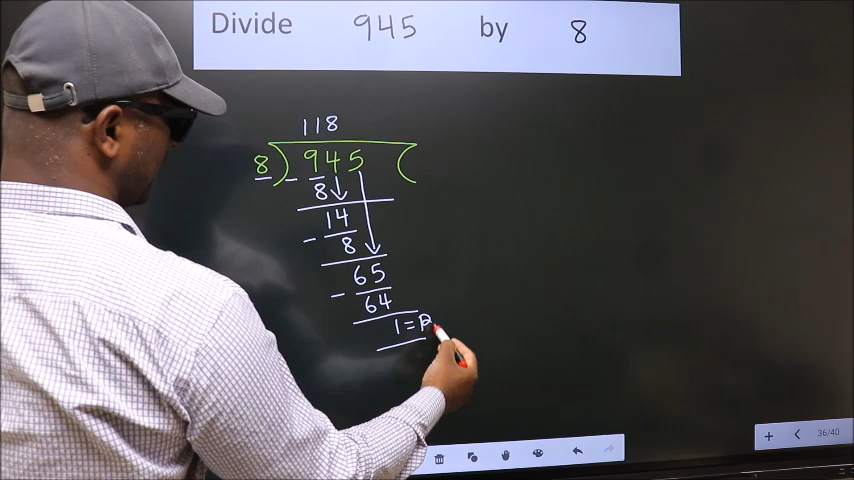 Divide 945 by 8
118
8) 945 (
8
14
- 8
65
- 64
1 = R
36/40